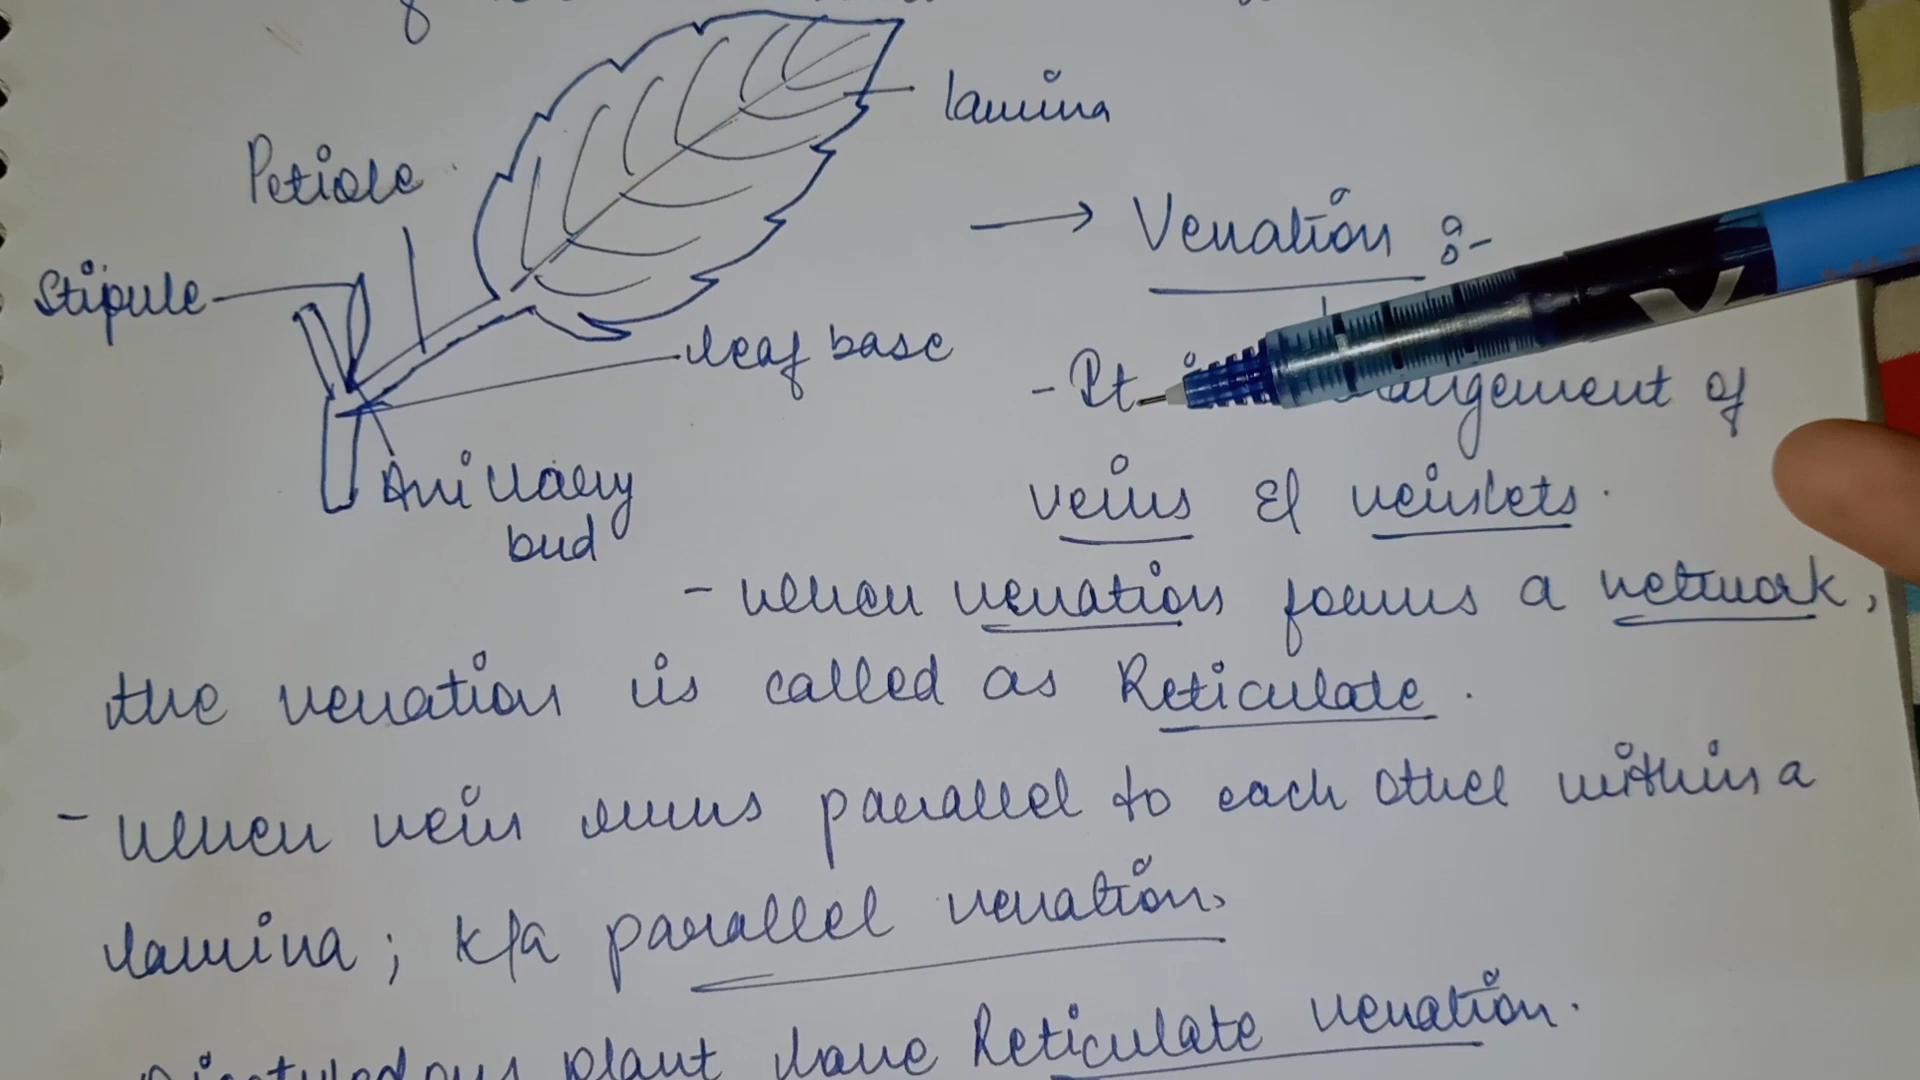 lamina
Petiole
Stipule
leaf base
Axillary
bud
→ Venation :-
- It arrangement of
veins & veinlets.
- when venation forms a network,
the venation is called as Reticulate.
- when vein runs parallel to each other within a
lamina; k/a parallel venation.
plant have Reticulate venation.